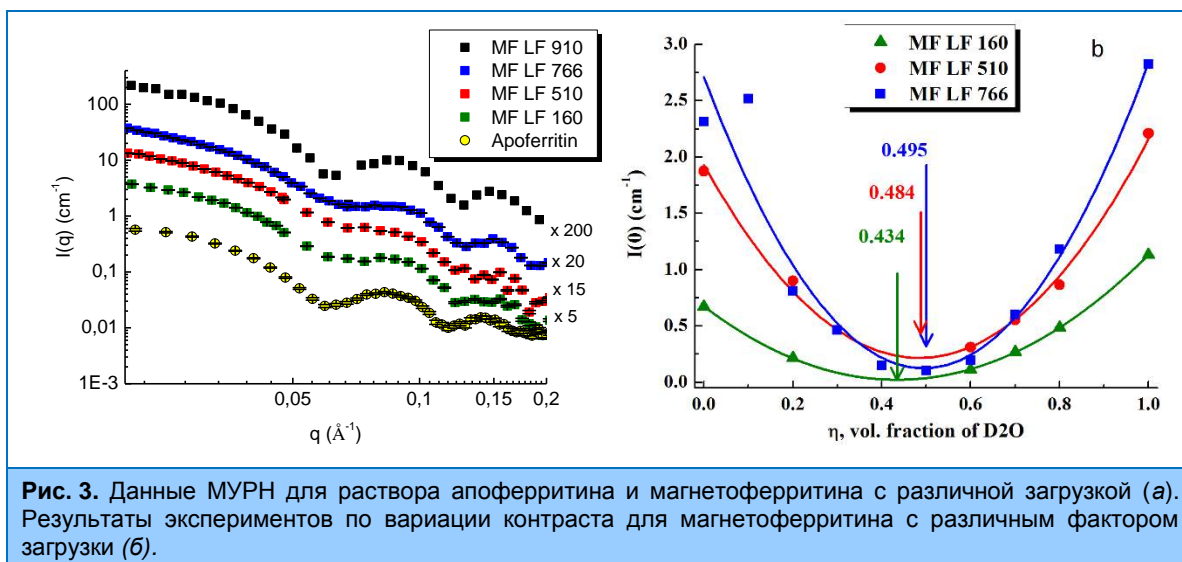 MF LF 910
MF LF 766
MF LF 510
MF LF 160
Apoferritin
100
10
1
0,1
0,01
1E-3
I(q) (cm⁻¹)
x 200
x 20
x 15
x 5
0,05
0,1
0,15
0,2
q (Å⁻¹)
b
MF LF 160
MF LF 510
MF LF 766
3.0
2.5
2.0
1.5
1.0
0.5
0.0
I(0) (cm⁻¹)
0.495
0.484
0.434
0.0
0.2
0.4
0.6
0.8
1.0
η, vol. fraction of D2O
Рис. 3. Данные МУРН для раствора апоферритина и магнетоферритина с различной загрузкой (а).
Результаты экспериментов по вариации контраста для магнетоферритина с различным фактором
загрузки (б).